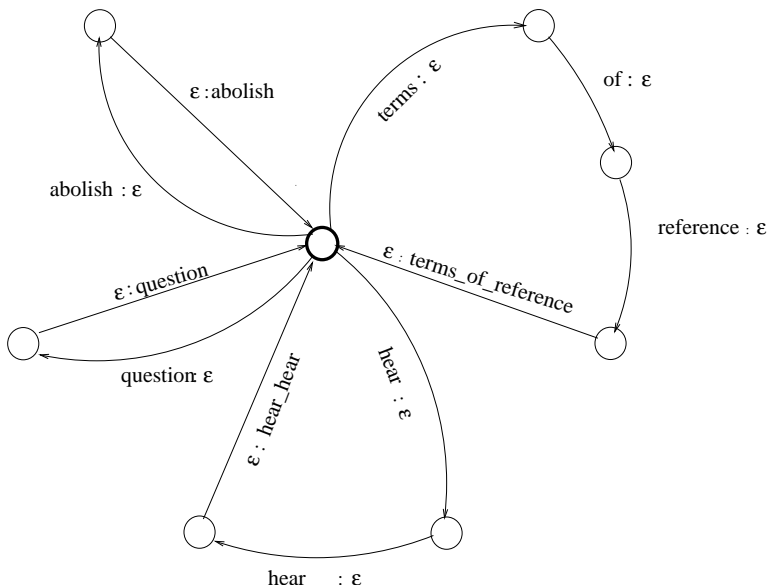 terms : ε
of : ε
ε : abolish
abolish : ε
reference : ε
ε : terms_of_reference
ε : question
question : ε
hear : ε
ε : hear_hear
hear : ε